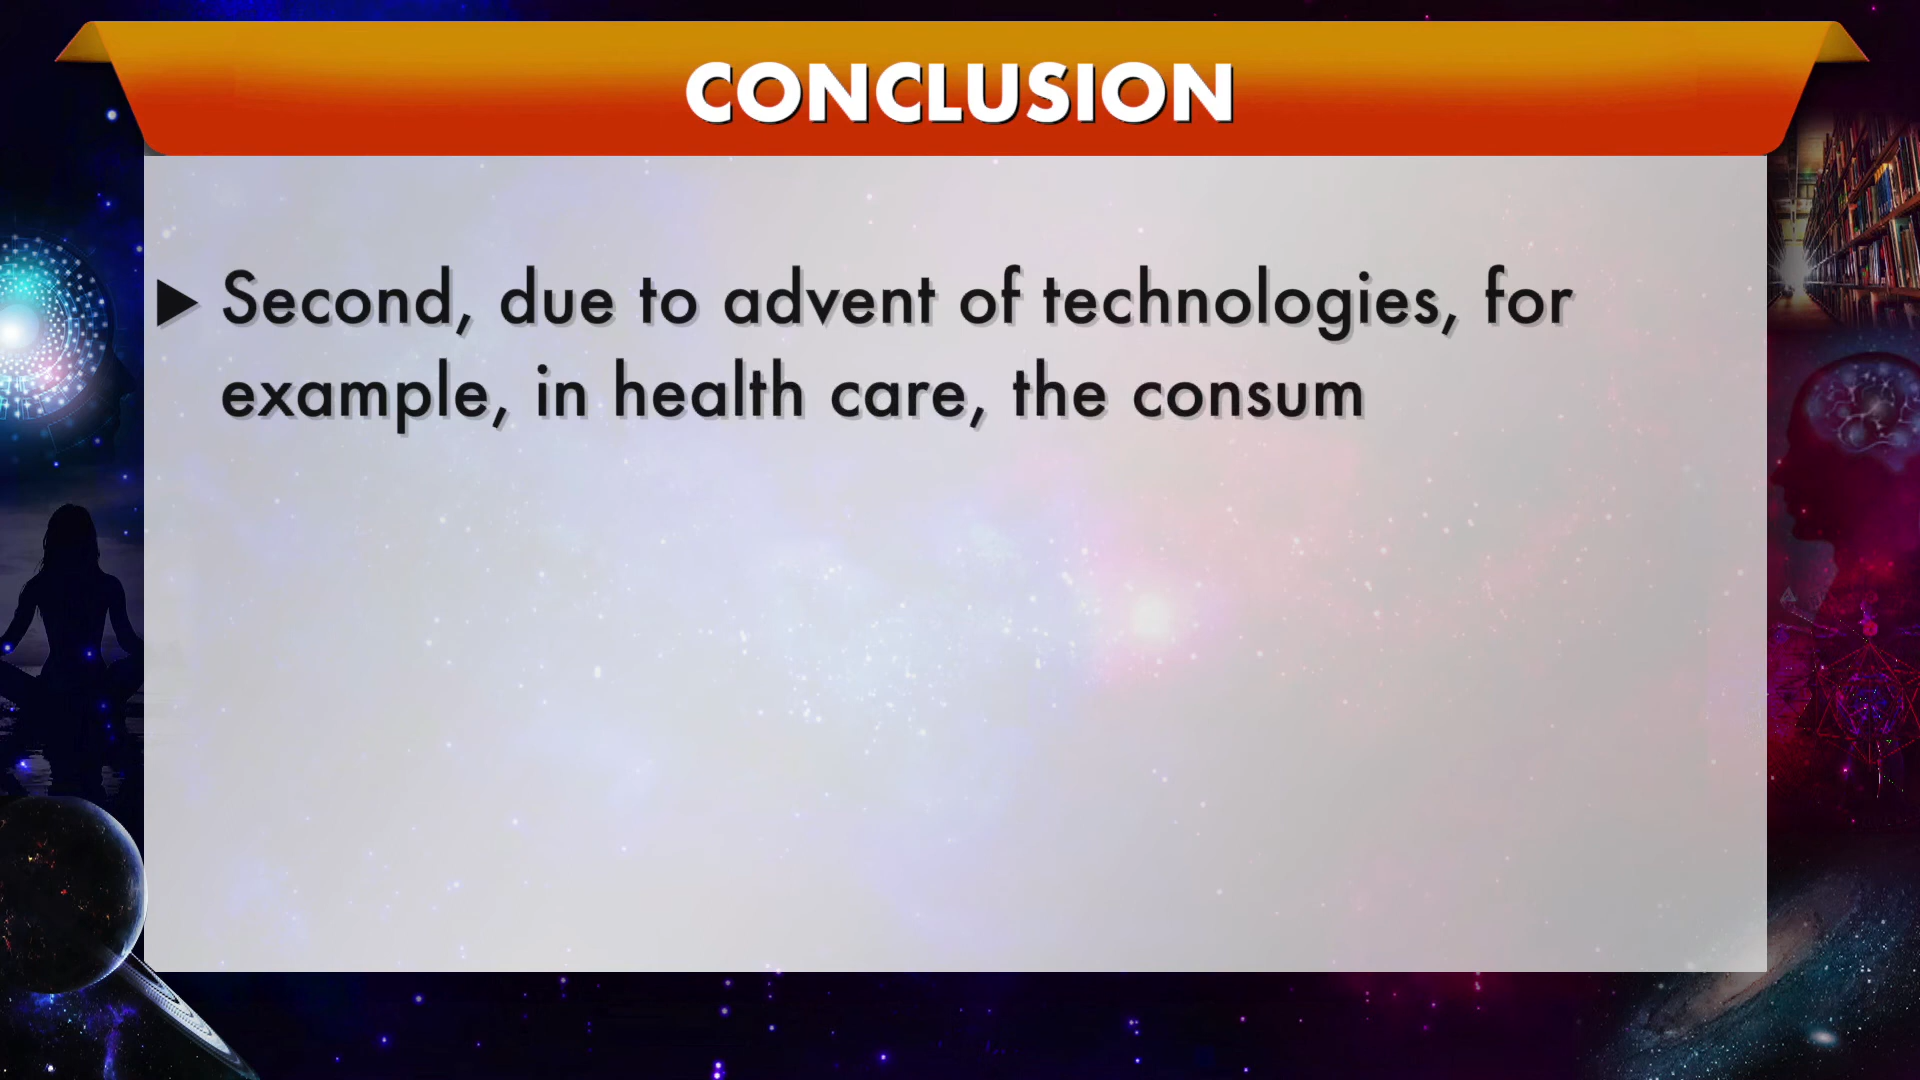 CONCLUSION
▶ Second, due to advent of technologies, for
example, in health care, the consum